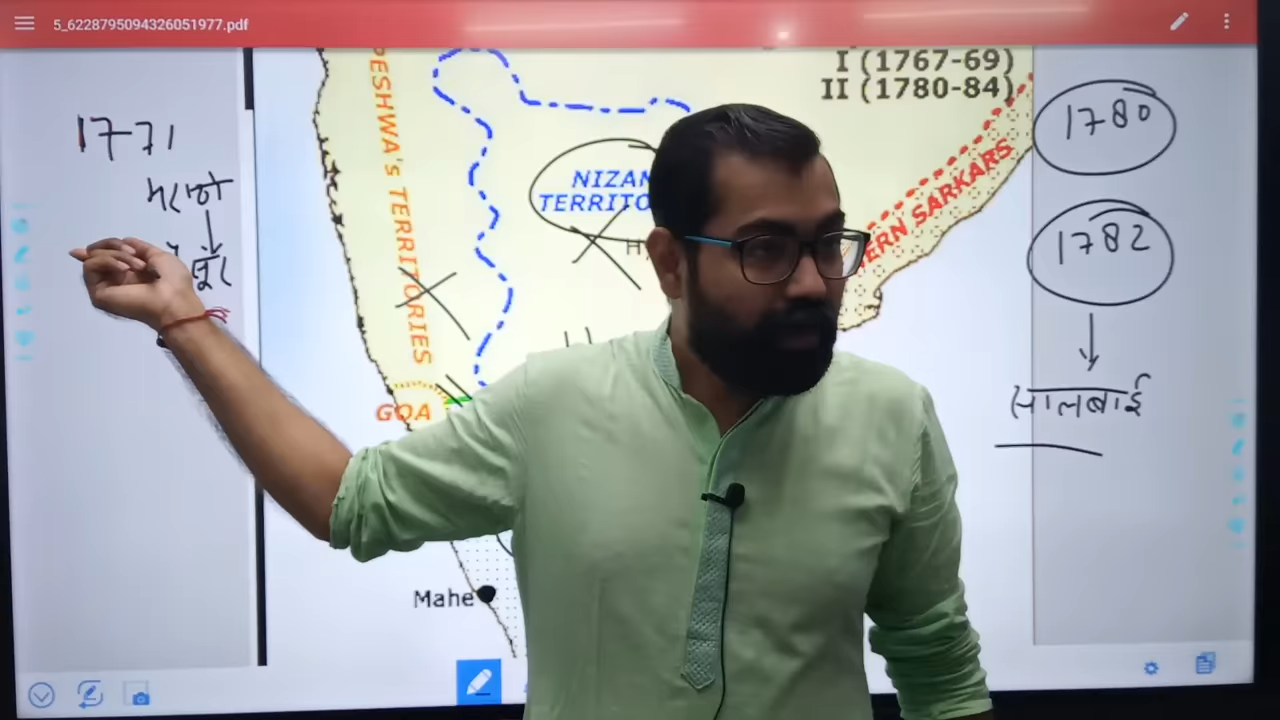 5_6228795094326051977.pdf
I (1767-69)
II (1780-84)
1771
मराठो
मैसूर
PESHWA's TERRITORIES
NIZAM
TERRITO
H
ERN SARKARS
GOA
Mahe
1780
1782
सालबाई